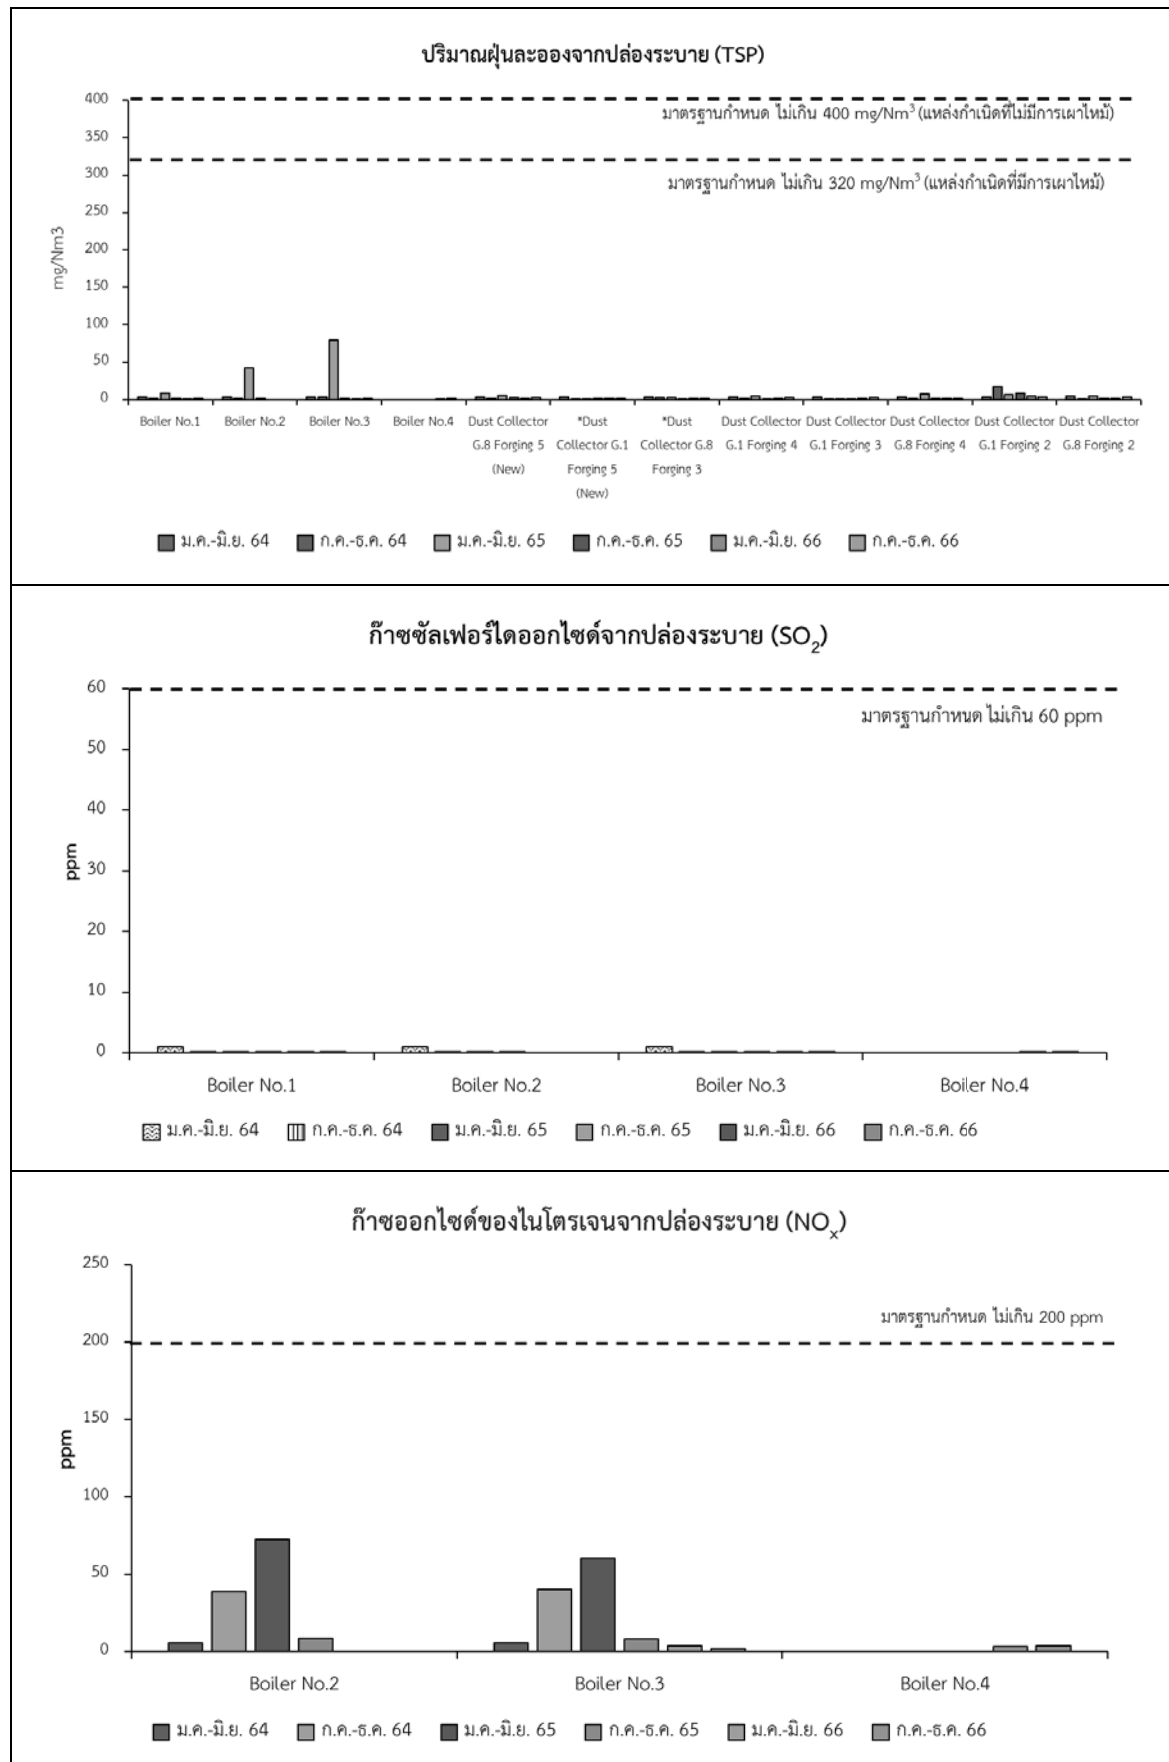 ปริมาณฝุ่นละอองจากปล่องระบาย (TSP)
400
มาตรฐานกำหนด ไม่เกิน 400 mg/Nm³ (แหล่งกำเนิดที่ไม่มีการเผาไหม้)
350
มาตรฐานกำหนด ไม่เกิน 320 mg/Nm³ (แหล่งกำเนิดที่มีการเผาไหม้)
300
250
200
150
100
50
0
mg/Nm3
Boiler No.1 Boiler No.2 Boiler No.3 Boiler No.4 Dust Collector *Dust *Dust Dust Collector Dust Collector Dust Collector Dust Collector Dust Collector
G.8 Forging 5 Collector G.1 Collector G.8 G.1 Forging 4 G.1 Forging 3 G.8 Forging 4 G.1 Forging 2 G.8 Forging 2
(New) Forging 5 Forging 3
(New)
ม.ค.-มิ.ย. 64 ก.ค.-ธ.ค. 64 ม.ค.-มิ.ย. 65 ก.ค.-ธ.ค. 65 ม.ค.-มิ.ย. 66 ก.ค.-ธ.ค. 66
ก๊าซซัลเฟอร์ไดออกไซด์จากปล่องระบาย (SO₂)
60
มาตรฐานกำหนด ไม่เกิน 60 ppm
50
40
30
20
10
0
ppm
Boiler No.1 Boiler No.2 Boiler No.3 Boiler No.4
ม.ค.-มิ.ย. 64 ก.ค.-ธ.ค. 64 ม.ค.-มิ.ย. 65 ก.ค.-ธ.ค. 65 ม.ค.-มิ.ย. 66 ก.ค.-ธ.ค. 66
ก๊าซออกไซด์ของไนโตรเจนจากปล่องระบาย (NOₓ)
250
มาตรฐานกำหนด ไม่เกิน 200 ppm
200
150
100
50
0
ppm
Boiler No.2 Boiler No.3 Boiler No.4
ม.ค.-มิ.ย. 64 ก.ค.-ธ.ค. 64 ม.ค.-มิ.ย. 65 ก.ค.-ธ.ค. 65 ม.ค.-มิ.ย. 66 ก.ค.-ธ.ค. 66